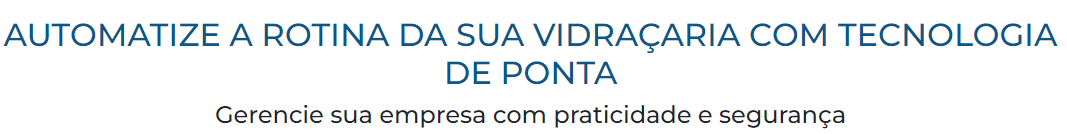 AUTOMATIZE A ROTINA DA SUA VIDRAÇARIA COM TECNOLOGIA
DE PONTA
Gerencie sua empresa com praticidade e segurança